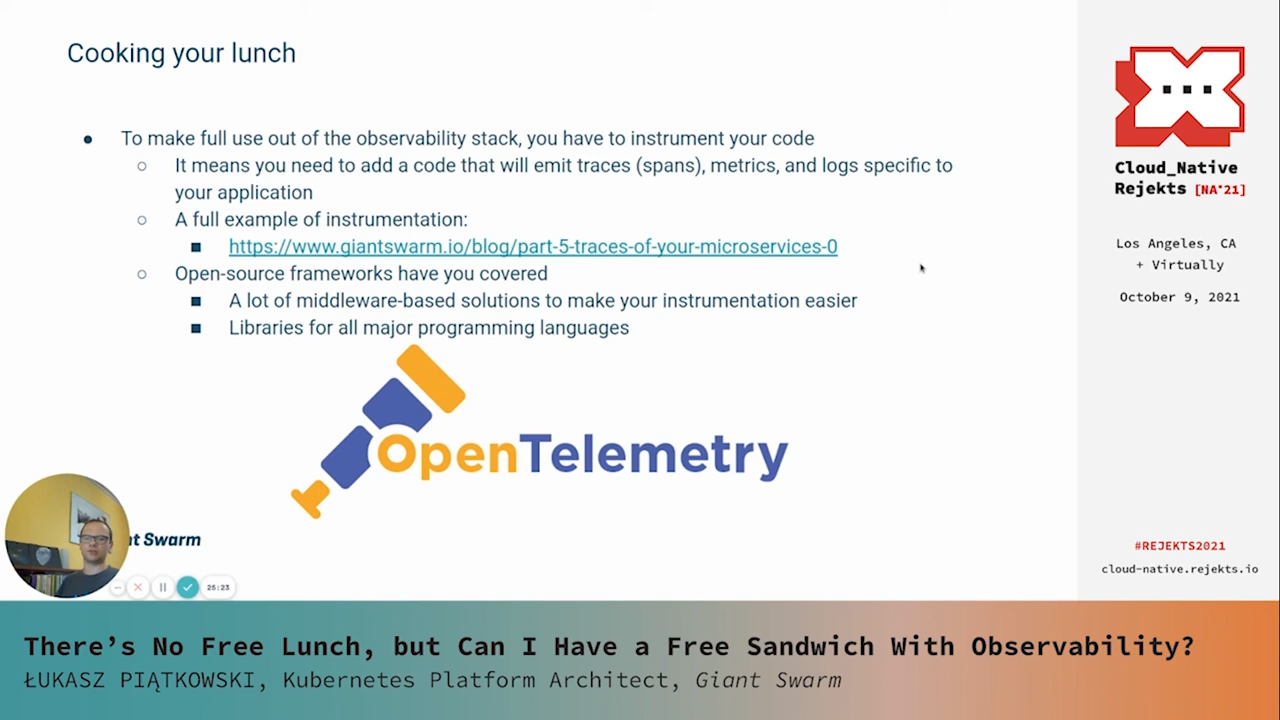 Cooking your lunch
● To make full use out of the observability stack, you have to instrument your code
○ It means you need to add a code that will emit traces (spans), metrics, and logs specific to
your application
○ A full example of instrumentation:
■ https://www.giantswarm.io/blog/part-5-traces-of-your-microservices-0
○ Open-source frameworks have you covered
■ A lot of middleware-based solutions to make your instrumentation easier
■ Libraries for all major programming languages
OpenTelemetry
nt Swarm
25:23
Cloud_Native
Rejekts [NA'21]
Los Angeles, CA
+ Virtually
October 9, 2021
#REJEKTS2021
cloud-native.rejekts.io
There's No Free Lunch, but Can I Have a Free Sandwich With Observability?
ŁUKASZ PIĄTKOWSKI, Kubernetes Platform Architect, Giant Swarm